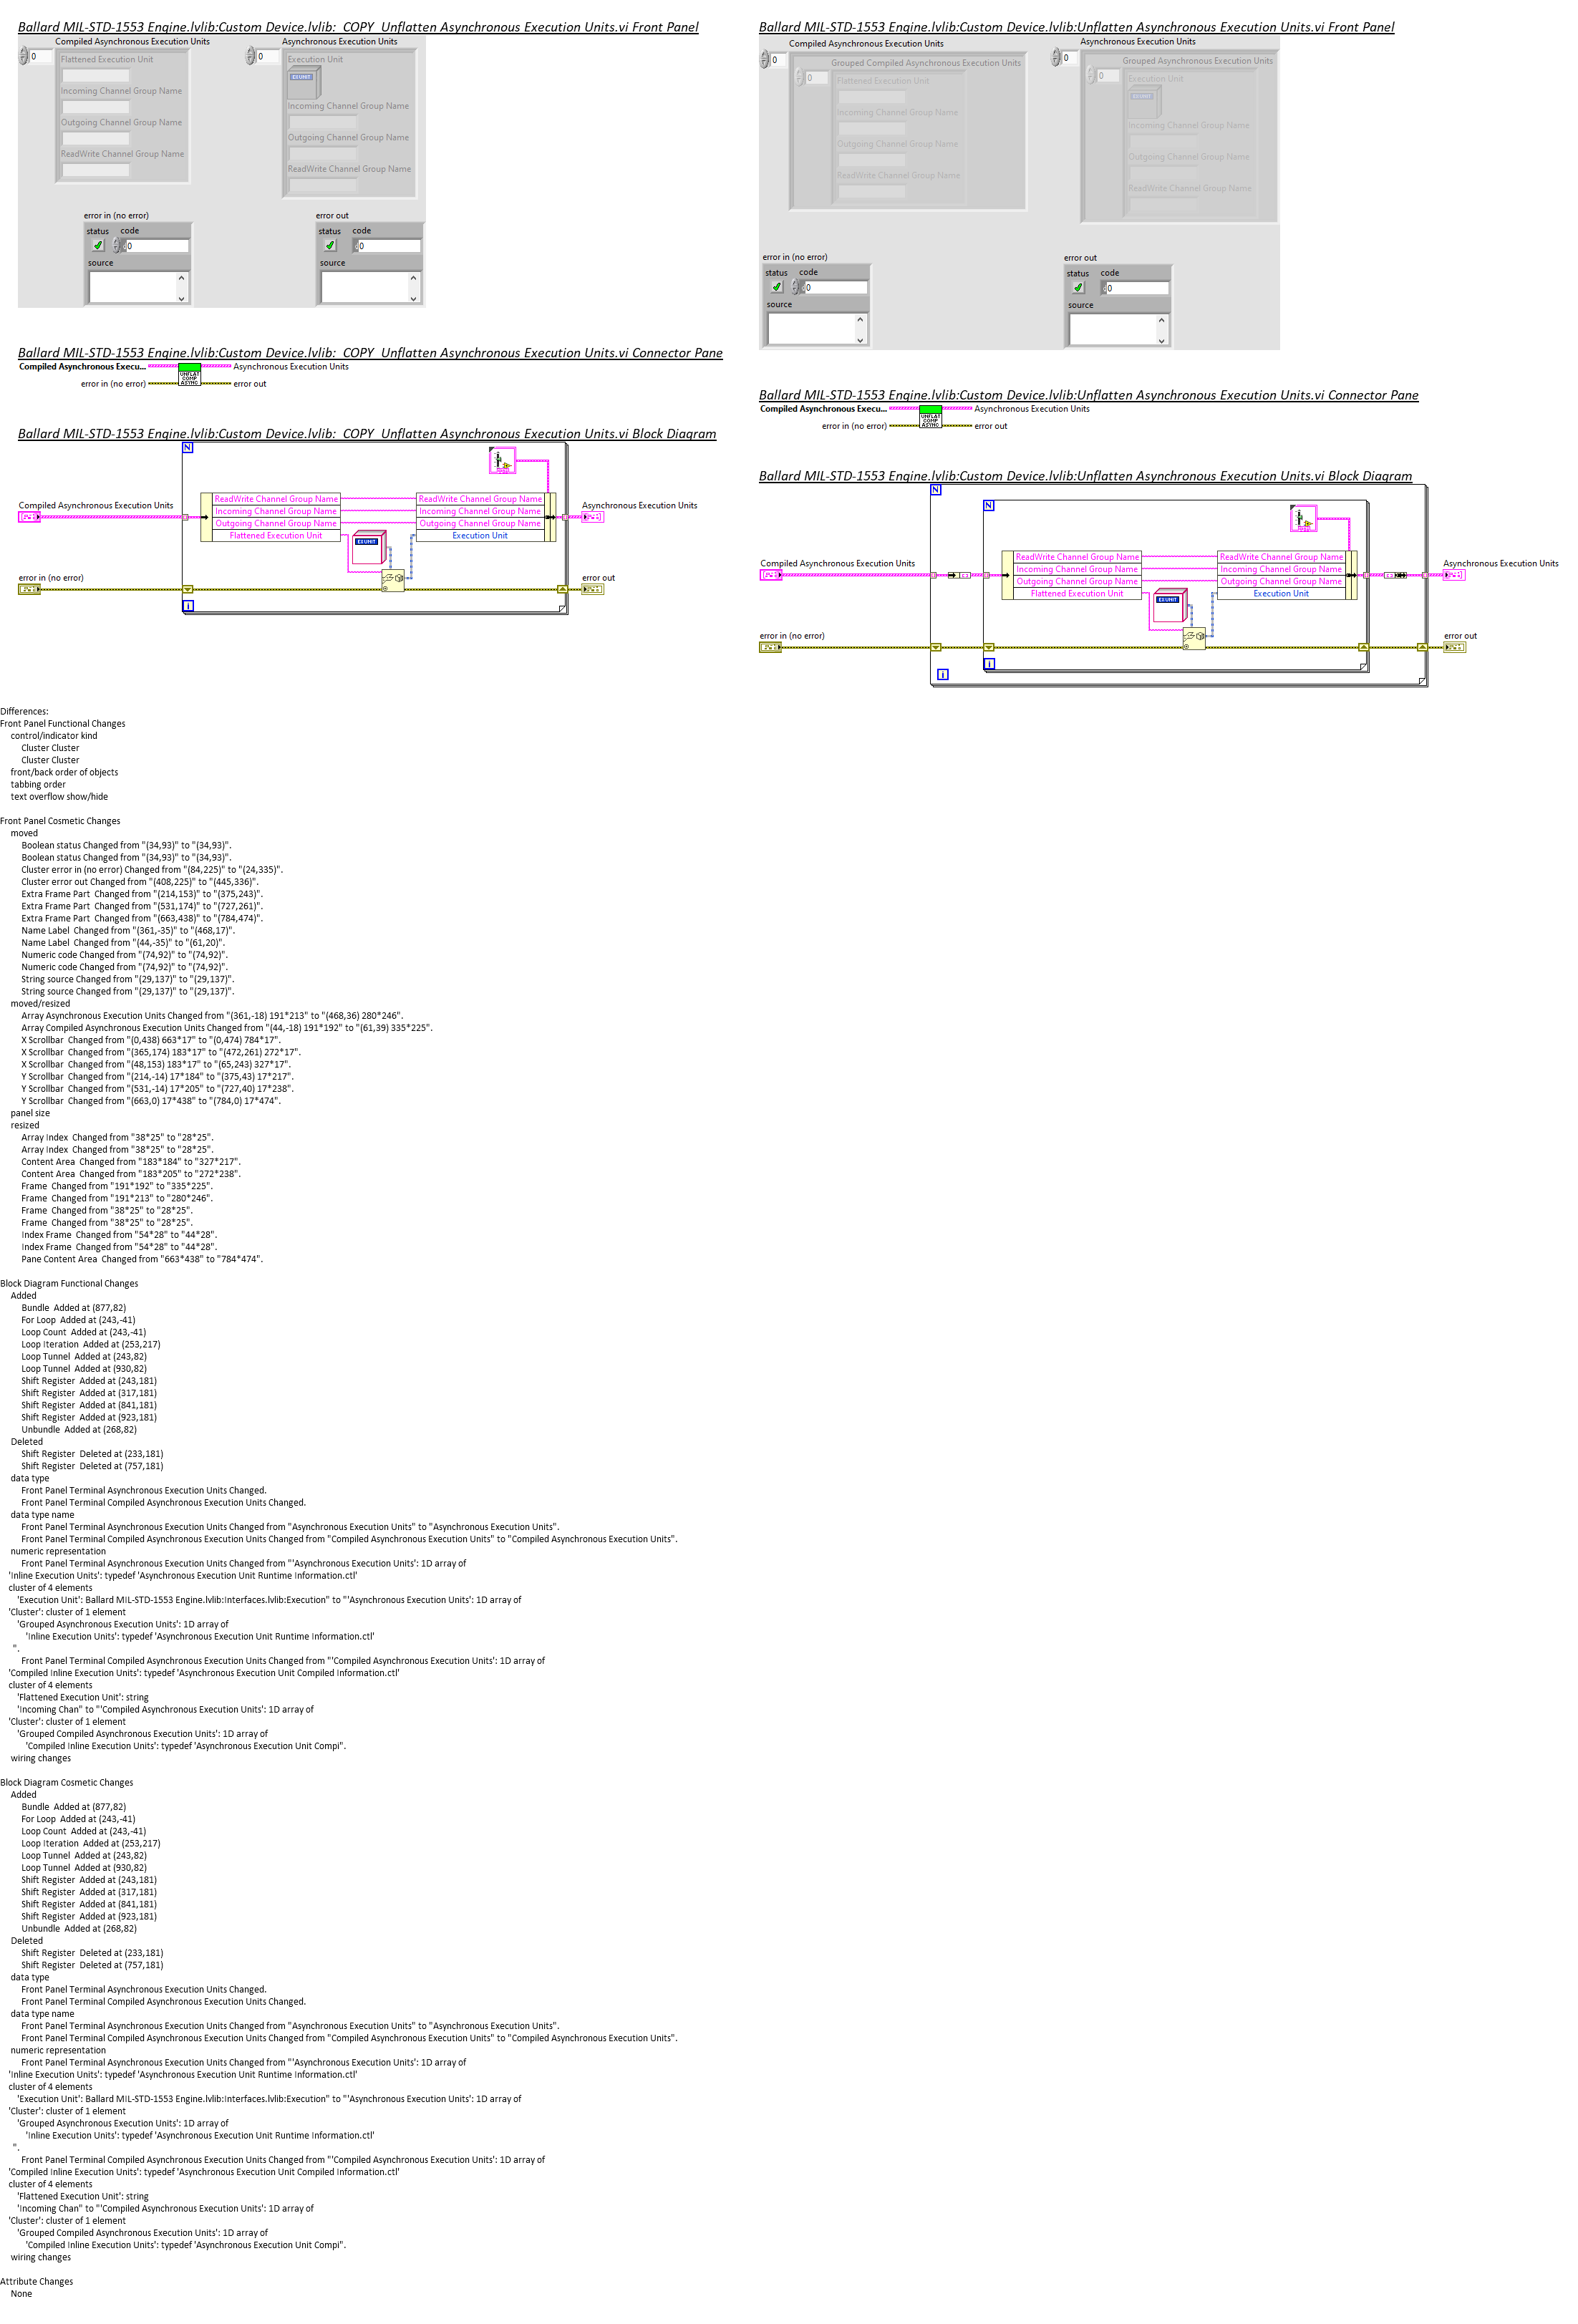 Ballard MIL-STD-1553 Engine.lvlib:Custom Device.lvlib:_COPY_Unflatten Asynchronous Execution Units.vi Front Panel
Compiled Asynchronous Execution Units
Asynchronous Execution Units
0
Flattened Execution Unit
Incoming Channel Group Name
Outgoing Channel Group Name
ReadWrite Channel Group Name
0
Execution Unit
EX UNIT
Incoming Channel Group Name
Outgoing Channel Group Name
ReadWrite Channel Group Name
error in (no error)
status
code
0
source
error out
status
code
0
source
Ballard MIL-STD-1553 Engine.lvlib:Custom Device.lvlib:_COPY_Unflatten Asynchronous Execution Units.vi Connector Pane
Compiled Asynchronous Execu...
Asynchronous Execution Units
error in (no error)
error out
UNFLAT
COMP
ASYNC
Ballard MIL-STD-1553 Engine.lvlib:Custom Device.lvlib:_COPY_Unflatten Asynchronous Execution Units.vi Block Diagram
N
Compiled Asynchronous Execution Units
ReadWrite Channel Group Name
Incoming Channel Group Name
Outgoing Channel Group Name
Flattened Execution Unit
EX UNIT
ReadWrite Channel Group Name
Incoming Channel Group Name
Outgoing Channel Group Name
Execution Unit
Asynchronous Execution Units
error in (no error)
error out
i
Ballard MIL-STD-1553 Engine.lvlib:Custom Device.lvlib:Unflatten Asynchronous Execution Units.vi Front Panel
Compiled Asynchronous Execution Units
Asynchronous Execution Units
0
Grouped Compiled Asynchronous Execution Units
0
Flattened Execution Unit
Incoming Channel Group Name
Outgoing Channel Group Name
ReadWrite Channel Group Name
0
Grouped Asynchronous Execution Units
0
Execution Unit
EX UNIT
Incoming Channel Group Name
Outgoing Channel Group Name
ReadWrite Channel Group Name
error in (no error)
status
code
0
source
error out
status
code
0
source
Ballard MIL-STD-1553 Engine.lvlib:Custom Device.lvlib:Unflatten Asynchronous Execution Units.vi Connector Pane
Compiled Asynchronous Execu...
Asynchronous Execution Units
error in (no error)
error out
UNFLAT
COMP
ASYNC
Ballard MIL-STD-1553 Engine.lvlib:Custom Device.lvlib:Unflatten Asynchronous Execution Units.vi Block Diagram
N
N
Compiled Asynchronous Execution Units
ReadWrite Channel Group Name
Incoming Channel Group Name
Outgoing Channel Group Name
Flattened Execution Unit
EX UNIT
ReadWrite Channel Group Name
Incoming Channel Group Name
Outgoing Channel Group Name
Execution Unit
Asynchronous Execution Units
error in (no error)
error out
i
i
Differences:
Front Panel Functional Changes
control/indicator kind
Cluster Cluster
Cluster Cluster
front/back order of objects
tabbing order
text overflow show/hide
Front Panel Cosmetic Changes
moved
Boolean status Changed from "(34,93)" to "(34,93)".
Boolean status Changed from "(34,93)" to "(34,93)".
Cluster error in (no error) Changed from "(84,225)" to "(24,335)".
Cluster error out Changed from "(408,225)" to "(445,336)".
Extra Frame Part  Changed from "(214,153)" to "(375,243)".
Extra Frame Part  Changed from "(531,174)" to "(727,261)".
Extra Frame Part  Changed from "(663,438)" to "(784,474)".
Name Label  Changed from "(361,-35)" to "(468,17)".
Name Label  Changed from "(44,-35)" to "(61,20)".
Numeric code Changed from "(74,92)" to "(74,92)".
Numeric code Changed from "(74,92)" to "(74,92)".
String source Changed from "(29,137)" to "(29,137)".
String source Changed from "(29,137)" to "(29,137)".
moved/resized
Array Asynchronous Execution Units Changed from "(361,-18) 191*213" to "(468,36) 280*246".
Array Compiled Asynchronous Execution Units Changed from "(44,-18) 191*192" to "(61,39) 335*225".
X Scrollbar  Changed from "(0,438) 663*17" to "(0,474) 784*17".
X Scrollbar  Changed from "(365,174) 183*17" to "(472,261) 272*17".
X Scrollbar  Changed from "(48,153) 183*17" to "(65,243) 327*17".
Y Scrollbar  Changed from "(214,-14) 17*184" to "(375,43) 17*217".
Y Scrollbar  Changed from "(531,-14) 17*205" to "(727,40) 17*238".
Y Scrollbar  Changed from "(663,0) 17*438" to "(784,0) 17*474".
panel size
resized
Array Index  Changed from "38*25" to "28*25".
Array Index  Changed from "38*25" to "28*25".
Content Area  Changed from "183*184" to "327*217".
Content Area  Changed from "183*205" to "272*238".
Frame  Changed from "191*192" to "335*225".
Frame  Changed from "191*213" to "280*246".
Frame  Changed from "38*25" to "28*25".
Frame  Changed from "38*25" to "28*25".
Index Frame  Changed from "54*28" to "44*28".
Index Frame  Changed from "54*28" to "44*28".
Pane Content Area  Changed from "663*438" to "784*474".
Block Diagram Functional Changes
Added
Bundle  Added at (877,82)
For Loop  Added at (243,-41)
Loop Count  Added at (243,-41)
Loop Iteration  Added at (253,217)
Loop Tunnel  Added at (243,82)
Loop Tunnel  Added at (930,82)
Shift Register  Added at (243,181)
Shift Register  Added at (317,181)
Shift Register  Added at (841,181)
Shift Register  Added at (923,181)
Unbundle  Added at (268,82)
Deleted
Shift Register  Deleted at (233,181)
Shift Register  Deleted at (757,181)
data type
Front Panel Terminal Asynchronous Execution Units Changed.
Front Panel Terminal Compiled Asynchronous Execution Units Changed.
data type name
Front Panel Terminal Asynchronous Execution Units Changed from "Asynchronous Execution Units" to "Asynchronous Execution Units".
Front Panel Terminal Compiled Asynchronous Execution Units Changed from "Compiled Asynchronous Execution Units" to "Compiled Asynchronous Execution Units".
numeric representation
Front Panel Terminal Asynchronous Execution Units Changed from "'Asynchronous Execution Units': 1D array of
'Inline Execution Units': typedef 'Asynchronous Execution Unit Runtime Information.ctl'
cluster of 4 elements
'Execution Unit': Ballard MIL-STD-1553 Engine.lvlib:Interfaces.lvlib:Execution" to "'Asynchronous Execution Units': 1D array of
'Cluster': cluster of 1 element
'Grouped Asynchronous Execution Units': 1D array of
'Inline Execution Units': typedef 'Asynchronous Execution Unit Runtime Information.ctl'
".
Front Panel Terminal Compiled Asynchronous Execution Units Changed from "'Compiled Asynchronous Execution Units': 1D array of
'Compiled Inline Execution Units': typedef 'Asynchronous Execution Unit Compiled Information.ctl'
cluster of 4 elements
'Flattened Execution Unit': string
'Incoming Chan" to "'Compiled Asynchronous Execution Units': 1D array of
'Cluster': cluster of 1 element
'Grouped Compiled Asynchronous Execution Units': 1D array of
'Compiled Inline Execution Units': typedef 'Asynchronous Execution Unit Compi".
wiring changes
Block Diagram Cosmetic Changes
Added
Bundle  Added at (877,82)
For Loop  Added at (243,-41)
Loop Count  Added at (243,-41)
Loop Iteration  Added at (253,217)
Loop Tunnel  Added at (243,82)
Loop Tunnel  Added at (930,82)
Shift Register  Added at (243,181)
Shift Register  Added at (317,181)
Shift Register  Added at (841,181)
Shift Register  Added at (923,181)
Unbundle  Added at (268,82)
Deleted
Shift Register  Deleted at (233,181)
Shift Register  Deleted at (757,181)
data type
Front Panel Terminal Asynchronous Execution Units Changed.
Front Panel Terminal Compiled Asynchronous Execution Units Changed.
data type name
Front Panel Terminal Asynchronous Execution Units Changed from "Asynchronous Execution Units" to "Asynchronous Execution Units".
Front Panel Terminal Compiled Asynchronous Execution Units Changed from "Compiled Asynchronous Execution Units" to "Compiled Asynchronous Execution Units".
numeric representation
Front Panel Terminal Asynchronous Execution Units Changed from "'Asynchronous Execution Units': 1D array of
'Inline Execution Units': typedef 'Asynchronous Execution Unit Runtime Information.ctl'
cluster of 4 elements
'Execution Unit': Ballard MIL-STD-1553 Engine.lvlib:Interfaces.lvlib:Execution" to "'Asynchronous Execution Units': 1D array of
'Cluster': cluster of 1 element
'Grouped Asynchronous Execution Units': 1D array of
'Inline Execution Units': typedef 'Asynchronous Execution Unit Runtime Information.ctl'
".
Front Panel Terminal Compiled Asynchronous Execution Units Changed from "'Compiled Asynchronous Execution Units': 1D array of
'Compiled Inline Execution Units': typedef 'Asynchronous Execution Unit Compiled Information.ctl'
cluster of 4 elements
'Flattened Execution Unit': string
'Incoming Chan" to "'Compiled Asynchronous Execution Units': 1D array of
'Cluster': cluster of 1 element
'Grouped Compiled Asynchronous Execution Units': 1D array of
'Compiled Inline Execution Units': typedef 'Asynchronous Execution Unit Compi".
wiring changes
Attribute Changes
None